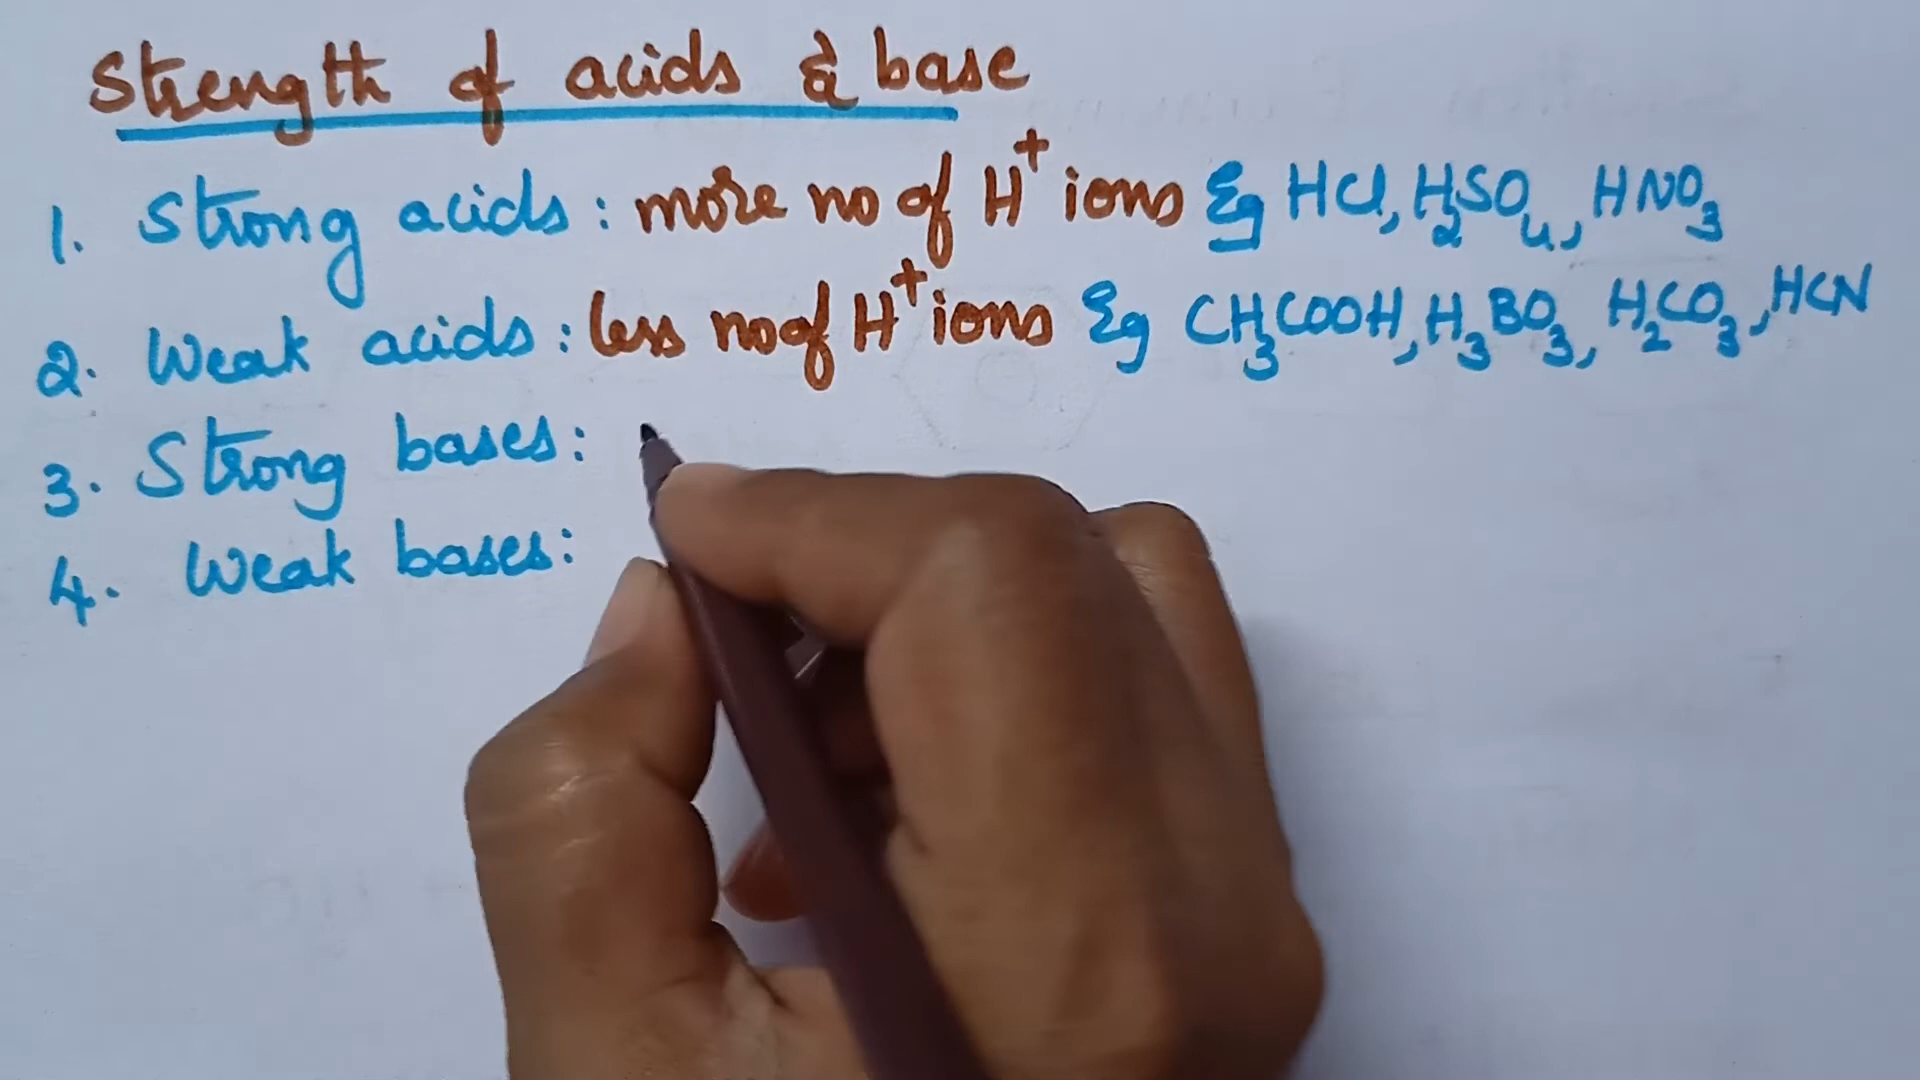 Strength of acids & base
1. Strong acids : more no of H⁺ ions Eg HCl, H₂SO₄, HNO₃
2. Weak acids : less no of H⁺ ions Eg CH₃COOH, H₃BO₃, H₂CO₃, HCN
3. Strong bases :
4. Weak bases :